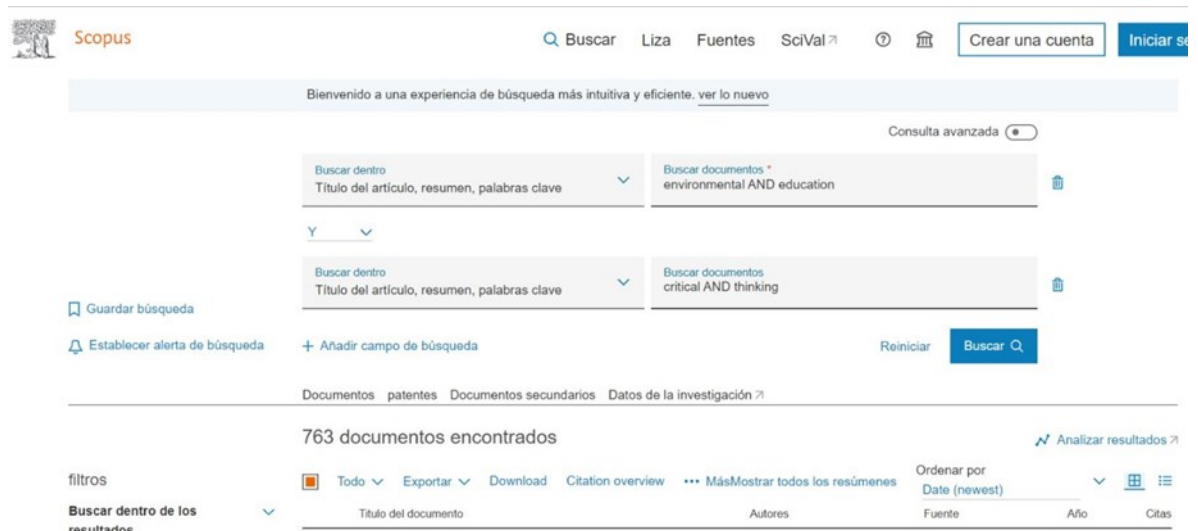 Scopus
Buscar Liza Fuentes SciVal Crear una cuenta Iniciar se
Bienvenido a una experiencia de búsqueda más intuitiva y eficiente. ver lo nuevo
Consulta avanzada
Buscar dentro
Título del artículo, resumen, palabras clave
Buscar documentos *
environmental AND education
Y
Buscar dentro
Título del artículo, resumen, palabras clave
Buscar documentos
critical AND thinking
Guardar búsqueda
Establecer alerta de búsqueda
+ Añadir campo de búsqueda
Reiniciar
Buscar
Documentos patentes Documentos secundarios Datos de la investigación
763 documentos encontrados
Analizar resultados
filtros
Todo Exportar Download Citation overview ••• MásMostrar todos los resúmenes
Ordenar por
Date (newest)
Buscar dentro de los
resultados
Titulo del documento Autores Fuente Año Citas